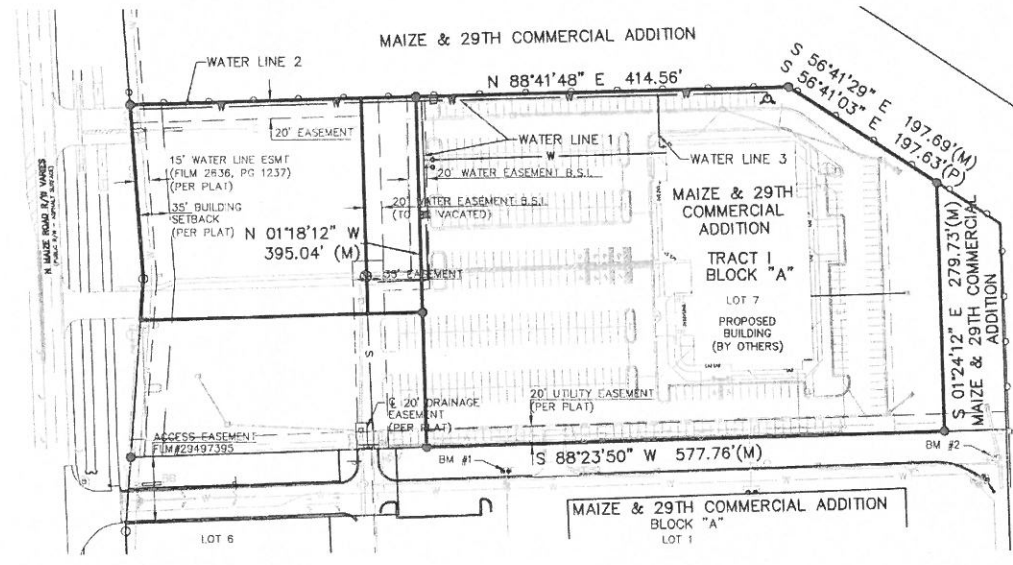 MAIZE & 29TH COMMERCIAL ADDITION
WATER LINE 2
N 88°41'48" E 414.56'
S 56°41'29" E 197.69'(M)
S 56°41'03" E 197.63'(P)
20' EASEMENT
WATER LINE 1
W
WATER LINE 3
15' WATER LINE ESMT
(FILM 2636, PG 1237)
(PER PLAT)
20' WATER EASEMENT B.S.L
35' BUILDING
SETBACK
(PER PLAT)
20' WATER EASEMENT B.S.L
(TO BE VACATED)
N 01°18'12" W
395.04' (M)
35' EASEMENT
N. MAIZE ROAD R/W VARIES
MAIZE & 29TH
COMMERCIAL
ADDITION
TRACT I
BLOCK "A"
LOT 7
PROPOSED
BUILDING
(BY OTHERS)
S 01°24'12" E 279.73'(M)
MAIZE & 29TH COMMERCIAL
ADDITION
S
20' UTILITY EASEMENT
(PER PLAT)
℄ 20' DRAINAGE
EASEMENT
(PER PLAT)
ACCESS EASEMENT
FLM#29497395
BM #1
S 88°23'50" W 577.76'(M)
BM #2
MAIZE & 29TH COMMERCIAL ADDITION
BLOCK "A"
LOT 1
LOT 6